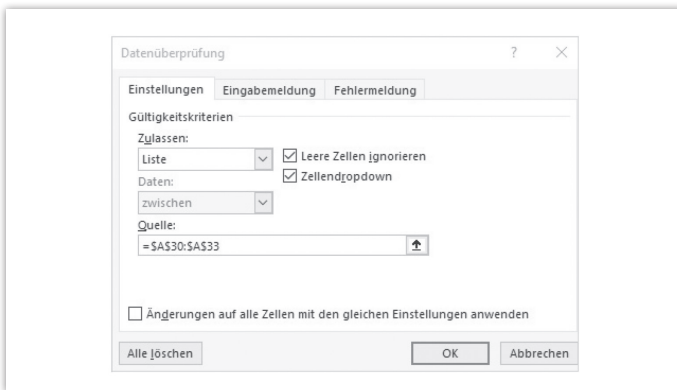 Datenüberprüfung ? ×
Einstellungen Eingabemeldung Fehlermeldung
Gültigkeitskriterien
Zulassen:
Liste
Leere Zellen ignorieren
Daten:
Zellendropdown
zwischen
Quelle:
=$A$30:$A$33
Änderungen auf alle Zellen mit den gleichen Einstellungen anwenden
Alle löschen OK Abbrechen